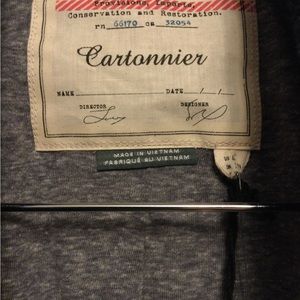 Provisions, Imports,
Conservation and Restoration.
rn 66170 ca 32054
Cartonnier
NAME
DATE / /
DIRECTOR
DESIGNER
MADE IN VIETNAM
FABRIQUÉ AU VIETNAM